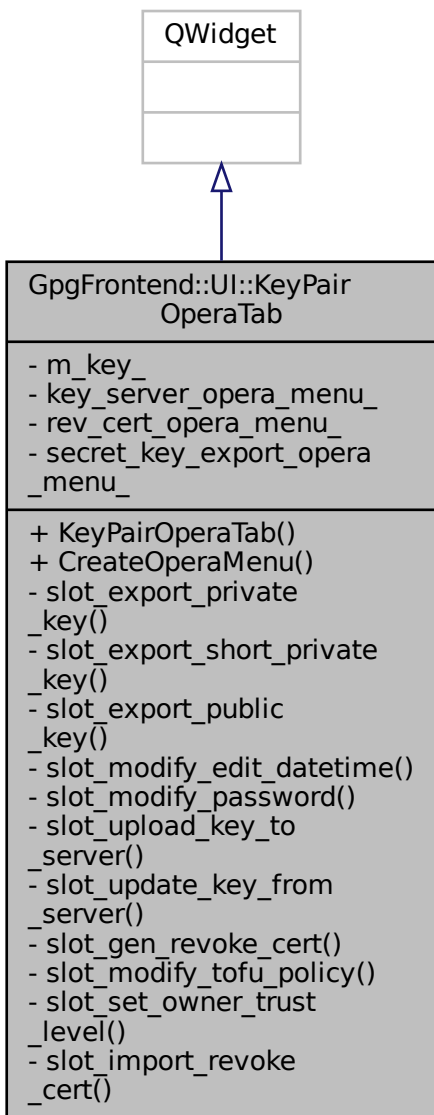 QWidget
GpgFrontend::UI::KeyPair
OperaTab
- m_key_
- key_server_opera_menu_
- rev_cert_opera_menu_
- secret_key_export_opera
_menu_
+ KeyPairOperaTab()
+ CreateOperaMenu()
- slot_export_private
_key()
- slot_export_short_private
_key()
- slot_export_public
_key()
- slot_modify_edit_datetime()
- slot_modify_password()
- slot_upload_key_to
_server()
- slot_update_key_from
_server()
- slot_gen_revoke_cert()
- slot_modify_tofu_policy()
- slot_set_owner_trust
_level()
- slot_import_revoke
_cert()